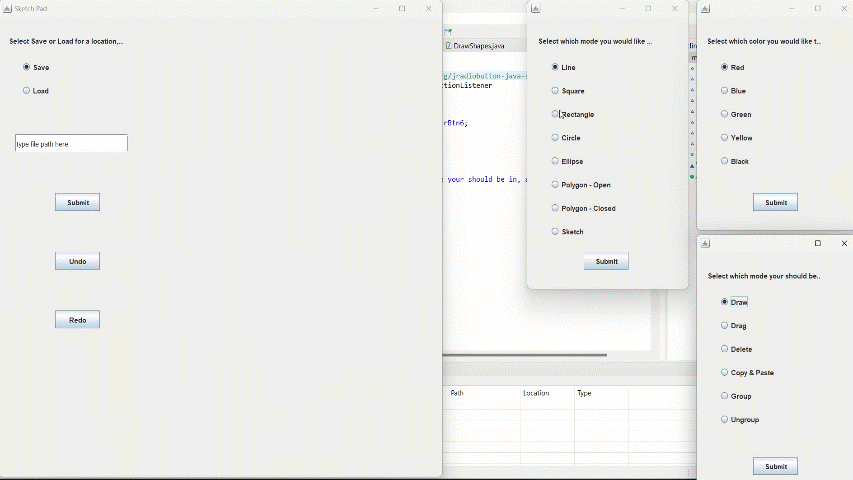 Sketch Pad
Select Save or Load for a location,...
Save
Load
type file path here
Submit
Undo
Redo
DrawShapes.java
g/jradiobutton-java-s
ctionListener
rBtn6;
e your should be in, a
Path Location Type
Select which mode you would like ...
Line
Square
Rectangle
Circle
Ellipse
Polygon - Open
Polygon - Closed
Sketch
Submit
Select which color you would like t...
Red
Blue
Green
Yellow
Black
Submit
Select which mode your should be..
Draw
Drag
Delete
Copy & Paste
Group
Ungroup
Submit